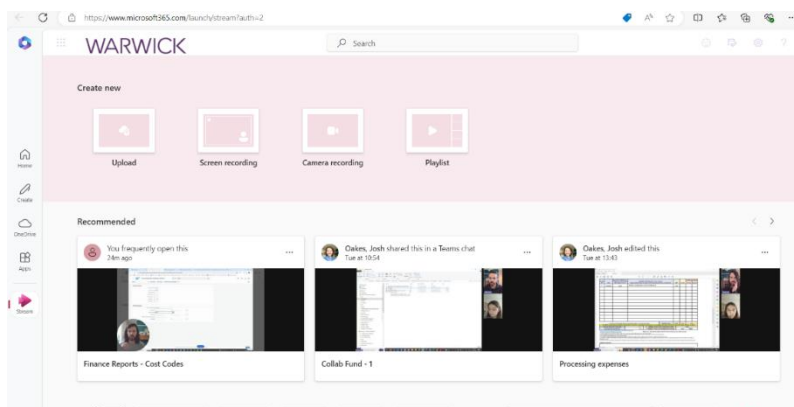 https://www.microsoft365.com/launch/stream?auth=2
WARWICK
Search
Create new
Upload
Screen recording
Camera recording
Playlist
Home
Create
OneDrive
Apps
Stream
Recommended
You frequently open this
24m ago
Oakes, Josh shared this in a Teams chat
Tue at 10:54
Oakes, Josh edited this
Tue at 13:43
Finance Reports - Cost Codes
Collab Fund - 1
Processing expenses